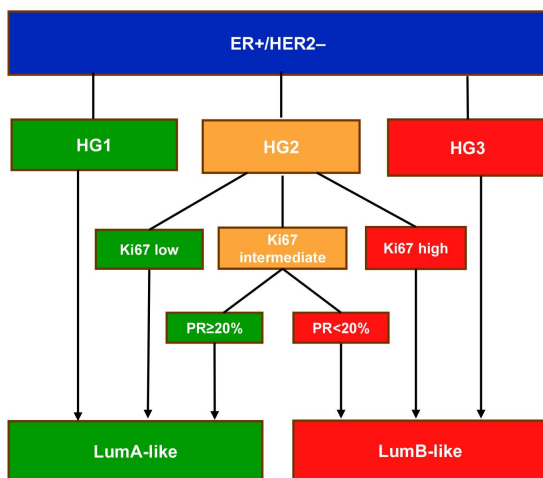 ER+/HER2–
HG1
HG2
HG3
Ki67 low
Ki67
intermediate
Ki67 high
PR≥20%
PR<20%
LumA-like
LumB-like